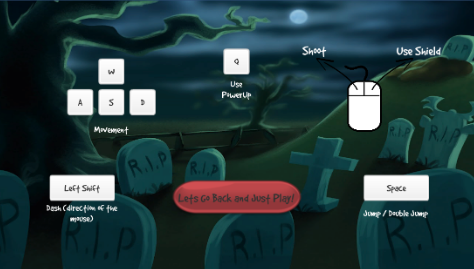 Shoot
Use Shield
W
Q
A S D
Use
PowerUp
Movement
R.I.P
R.I.P
R.I.P
Left Shift
Lets Go Back and Just Play!
Space
Dash (direction of the
mouse)
Jump / Double Jump
R.I.P
R.I.P
R.I.P